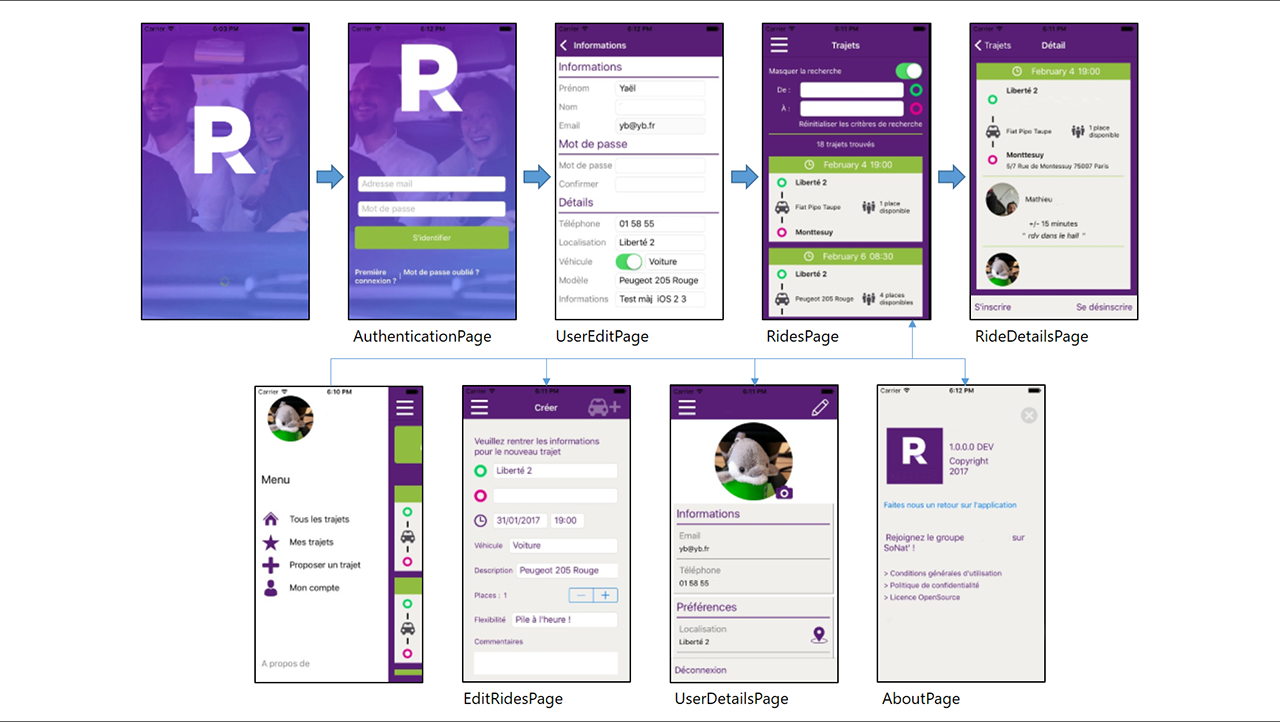 Carrier 6:03 PM
R
Carrier 6:12 PM
R
Adresse mail
Mot de passe
S'identifier
Première
connexion ? | Mot de passe oublié ?
AuthenticationPage
Carrier 6:12 PM
Informations
Informations
Prénom Yaël
Nom
Email yb@yb.fr
Mot de passe
Mot de passe
Confirmer
Détails
Téléphone 01 58 55
Localisation Liberté 2
Véhicule Voiture
Modèle Peugeot 205 Rouge
Informations Test màj iOS 2 3
UserEditPage
Carrier 6:11 PM
Trajets
Masquer la recherche
De :
À :
Réinitialiser les critères de recherche
18 trajets trouvés
February 4 19:00
Liberté 2
Fiat Pipo Taupe 1 place
disponible
Monttesuy
February 6 08:30
Liberté 2
Peugeot 205 Rouge 4 places
disponibles
RidesPage
Carrier 6:11 PM
Trajets Détail
February 4 19:00
Liberté 2
Fiat Pipo Taupe 1 place
disponible
Monttesuy
5/7 Rue de Montessuy 75007 Paris
Mathieu
+/- 15 minutes
" rdv dans le hall "
S'inscrire Se désinscrire
RideDetailsPage
Carrier 6:10 PM
Menu
Tous les trajets
Mes trajets
Proposer un trajet
Mon compte
A propos de
Carrier 6:11 PM
Créer
Veuillez rentrer les informations
pour le nouveau trajet
Liberté 2
31/01/2017 19:00
Véhicule Voiture
Description Peugeot 205 Rouge
Places : 1 − +
Flexibilité Pile à l'heure !
Commentaires
EditRidesPage
Carrier 6:11 PM
Informations
Email
yb@yb.fr
Téléphone
01 58 55
Préférences
Localisation
Liberté 2
Déconnexion
UserDetailsPage
Carrier 6:12 PM
R
1.0.0.0 DEV
Copyright
2017
Faites nous un retour sur l'application
Rejoignez le groupe sur
SoNat' !
> Conditions générales d'utilisation
> Politique de confidentialité
> Licence OpenSource
AboutPage